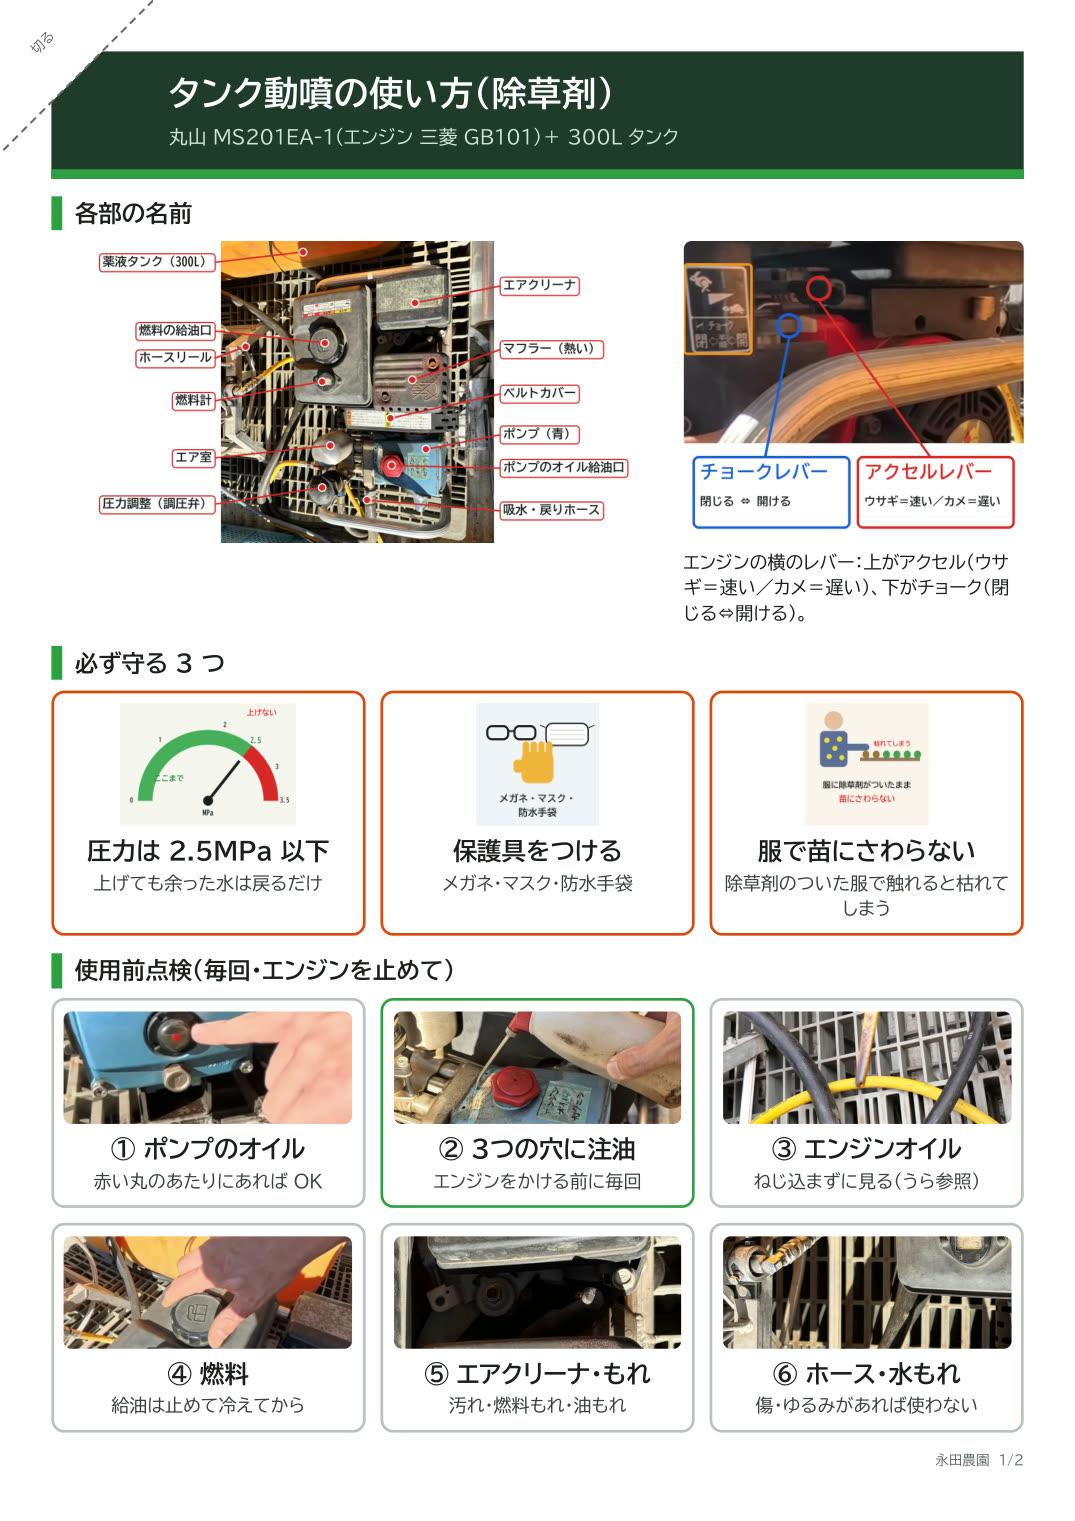 切る
タンク動噴の使い方（除草剤）
丸山 MS201EA-1（エンジン 三菱 GB101）＋ 300L タンク
各部の名前
薬液タンク（300L）
燃料の給油口
ホースリール
燃料計
エア室
圧力調整（調圧弁）
エアクリーナ
マフラー（熱い）
ベルトカバー
ポンプ（青）
ポンプのオイル給油口
吸水・戻りホース
チョーク
閉 開
チョークレバー
閉じる ⇔ 開ける
アクセルレバー
ウサギ＝速い／カメ＝遅い
エンジンの横のレバー：上がアクセル（ウサ
ギ＝速い／カメ＝遅い）、下がチョーク（閉
じる⇔開ける）。
必ず守る 3 つ
上げない
0
1
2
2.5
3
3.5
ここまで
MPa
圧力は 2.5MPa 以下
上げても余った水は戻るだけ
メガネ・マスク・
防水手袋
保護具をつける
メガネ・マスク・防水手袋
枯れてしまう
服に除草剤がついたまま
苗にさわらない
服で苗にさわらない
除草剤のついた服で触れると枯れて
しまう
使用前点検（毎回・エンジンを止めて）
① ポンプのオイル
赤い丸のあたりにあれば OK
② 3つの穴に注油
エンジンをかける前に毎回
③ エンジンオイル
ねじ込まずに見る（うら参照）
④ 燃料
給油は止めて冷えてから
⑤ エアクリーナ・もれ
汚れ・燃料もれ・油もれ
⑥ ホース・水もれ
傷・ゆるみがあれば使わない
永田農園 1/2